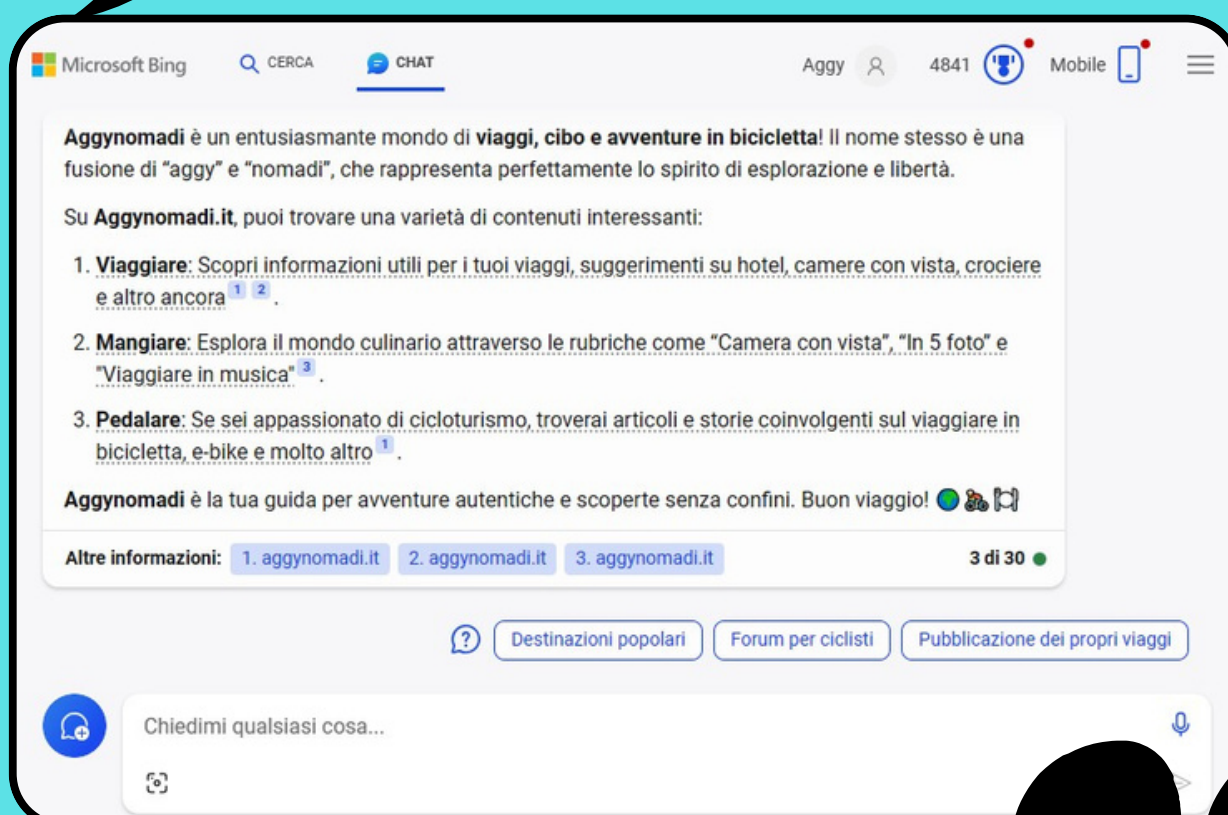 Microsoft Bing CERCA CHAT Aggy 4841 Mobile
Aggynomadi è un entusiasmante mondo di viaggi, cibo e avventure in bicicletta! Il nome stesso è una
fusione di “aggy” e “nomadi”, che rappresenta perfettamente lo spirito di esplorazione e libertà.
Su Aggynomadi.it, puoi trovare una varietà di contenuti interessanti:
1. Viaggiare: Scopri informazioni utili per i tuoi viaggi, suggerimenti su hotel, camere con vista, crociere
e altro ancora 1 2 .
2. Mangiare: Esplora il mondo culinario attraverso le rubriche come “Camera con vista”, “In 5 foto” e
"Viaggiare in musica" 3 .
3. Pedalare: Se sei appassionato di cicloturismo, troverai articoli e storie coinvolgenti sul viaggiare in
bicicletta, e-bike e molto altro 1 .
Aggynomadi è la tua guida per avventure autentiche e scoperte senza confini. Buon viaggio! 🌍🚴🍽
Altre informazioni: 1. aggynomadi.it 2. aggynomadi.it 3. aggynomadi.it 3 di 30
Destinazioni popolari Forum per ciclisti Pubblicazione dei propri viaggi
Chiedimi qualsiasi cosa...